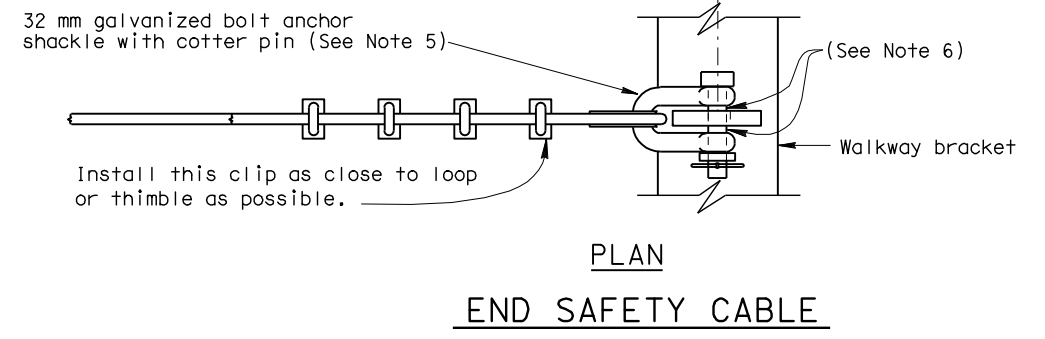 32 mm galvanized bolt anchor
shackle with cotter pin (See Note 5)
(See Note 6)
Walkway bracket
Install this clip as close to loop
or thimble as possible.
PLAN
END SAFETY CABLE